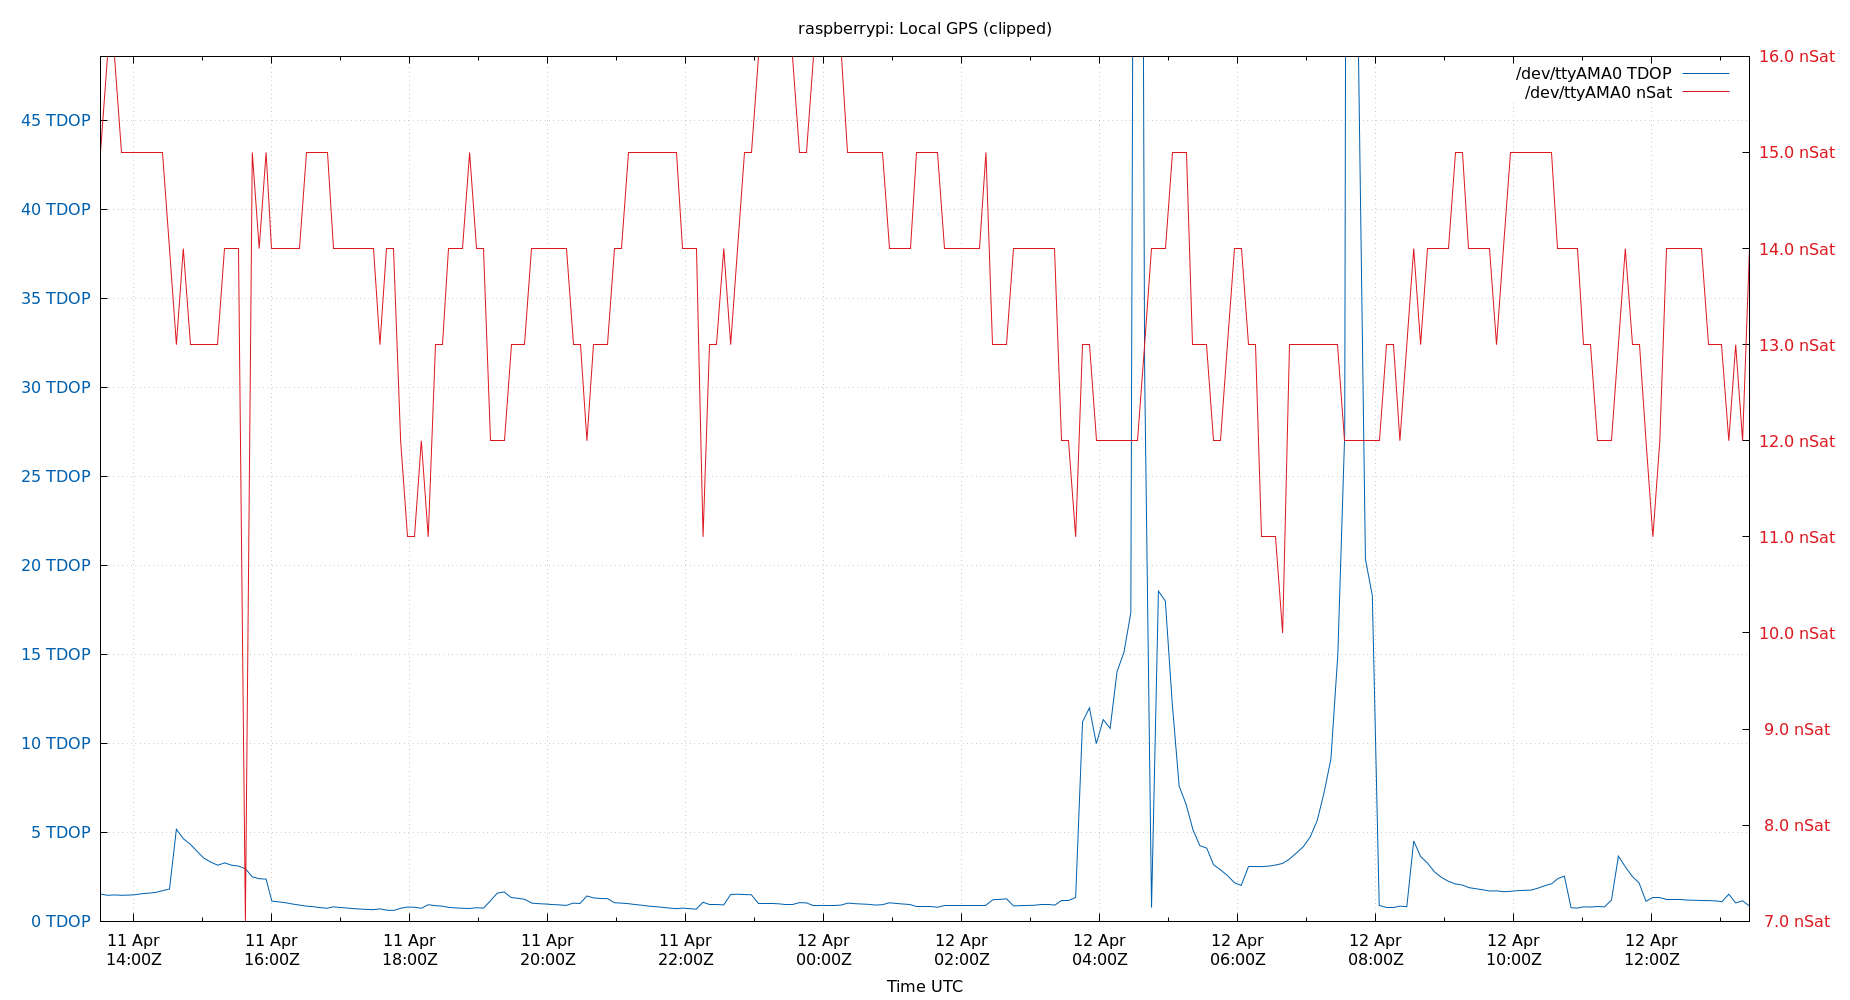 raspberrypi: Local GPS (clipped)
/dev/ttyAMA0 TDOP
/dev/ttyAMA0 nSat
45 TDOP
40 TDOP
35 TDOP
30 TDOP
25 TDOP
20 TDOP
15 TDOP
10 TDOP
5 TDOP
0 TDOP
16.0 nSat
15.0 nSat
14.0 nSat
13.0 nSat
12.0 nSat
11.0 nSat
10.0 nSat
9.0 nSat
8.0 nSat
7.0 nSat
11 Apr
14:00Z
11 Apr
16:00Z
11 Apr
18:00Z
11 Apr
20:00Z
11 Apr
22:00Z
12 Apr
00:00Z
12 Apr
02:00Z
12 Apr
04:00Z
12 Apr
06:00Z
12 Apr
08:00Z
12 Apr
10:00Z
12 Apr
12:00Z
Time UTC